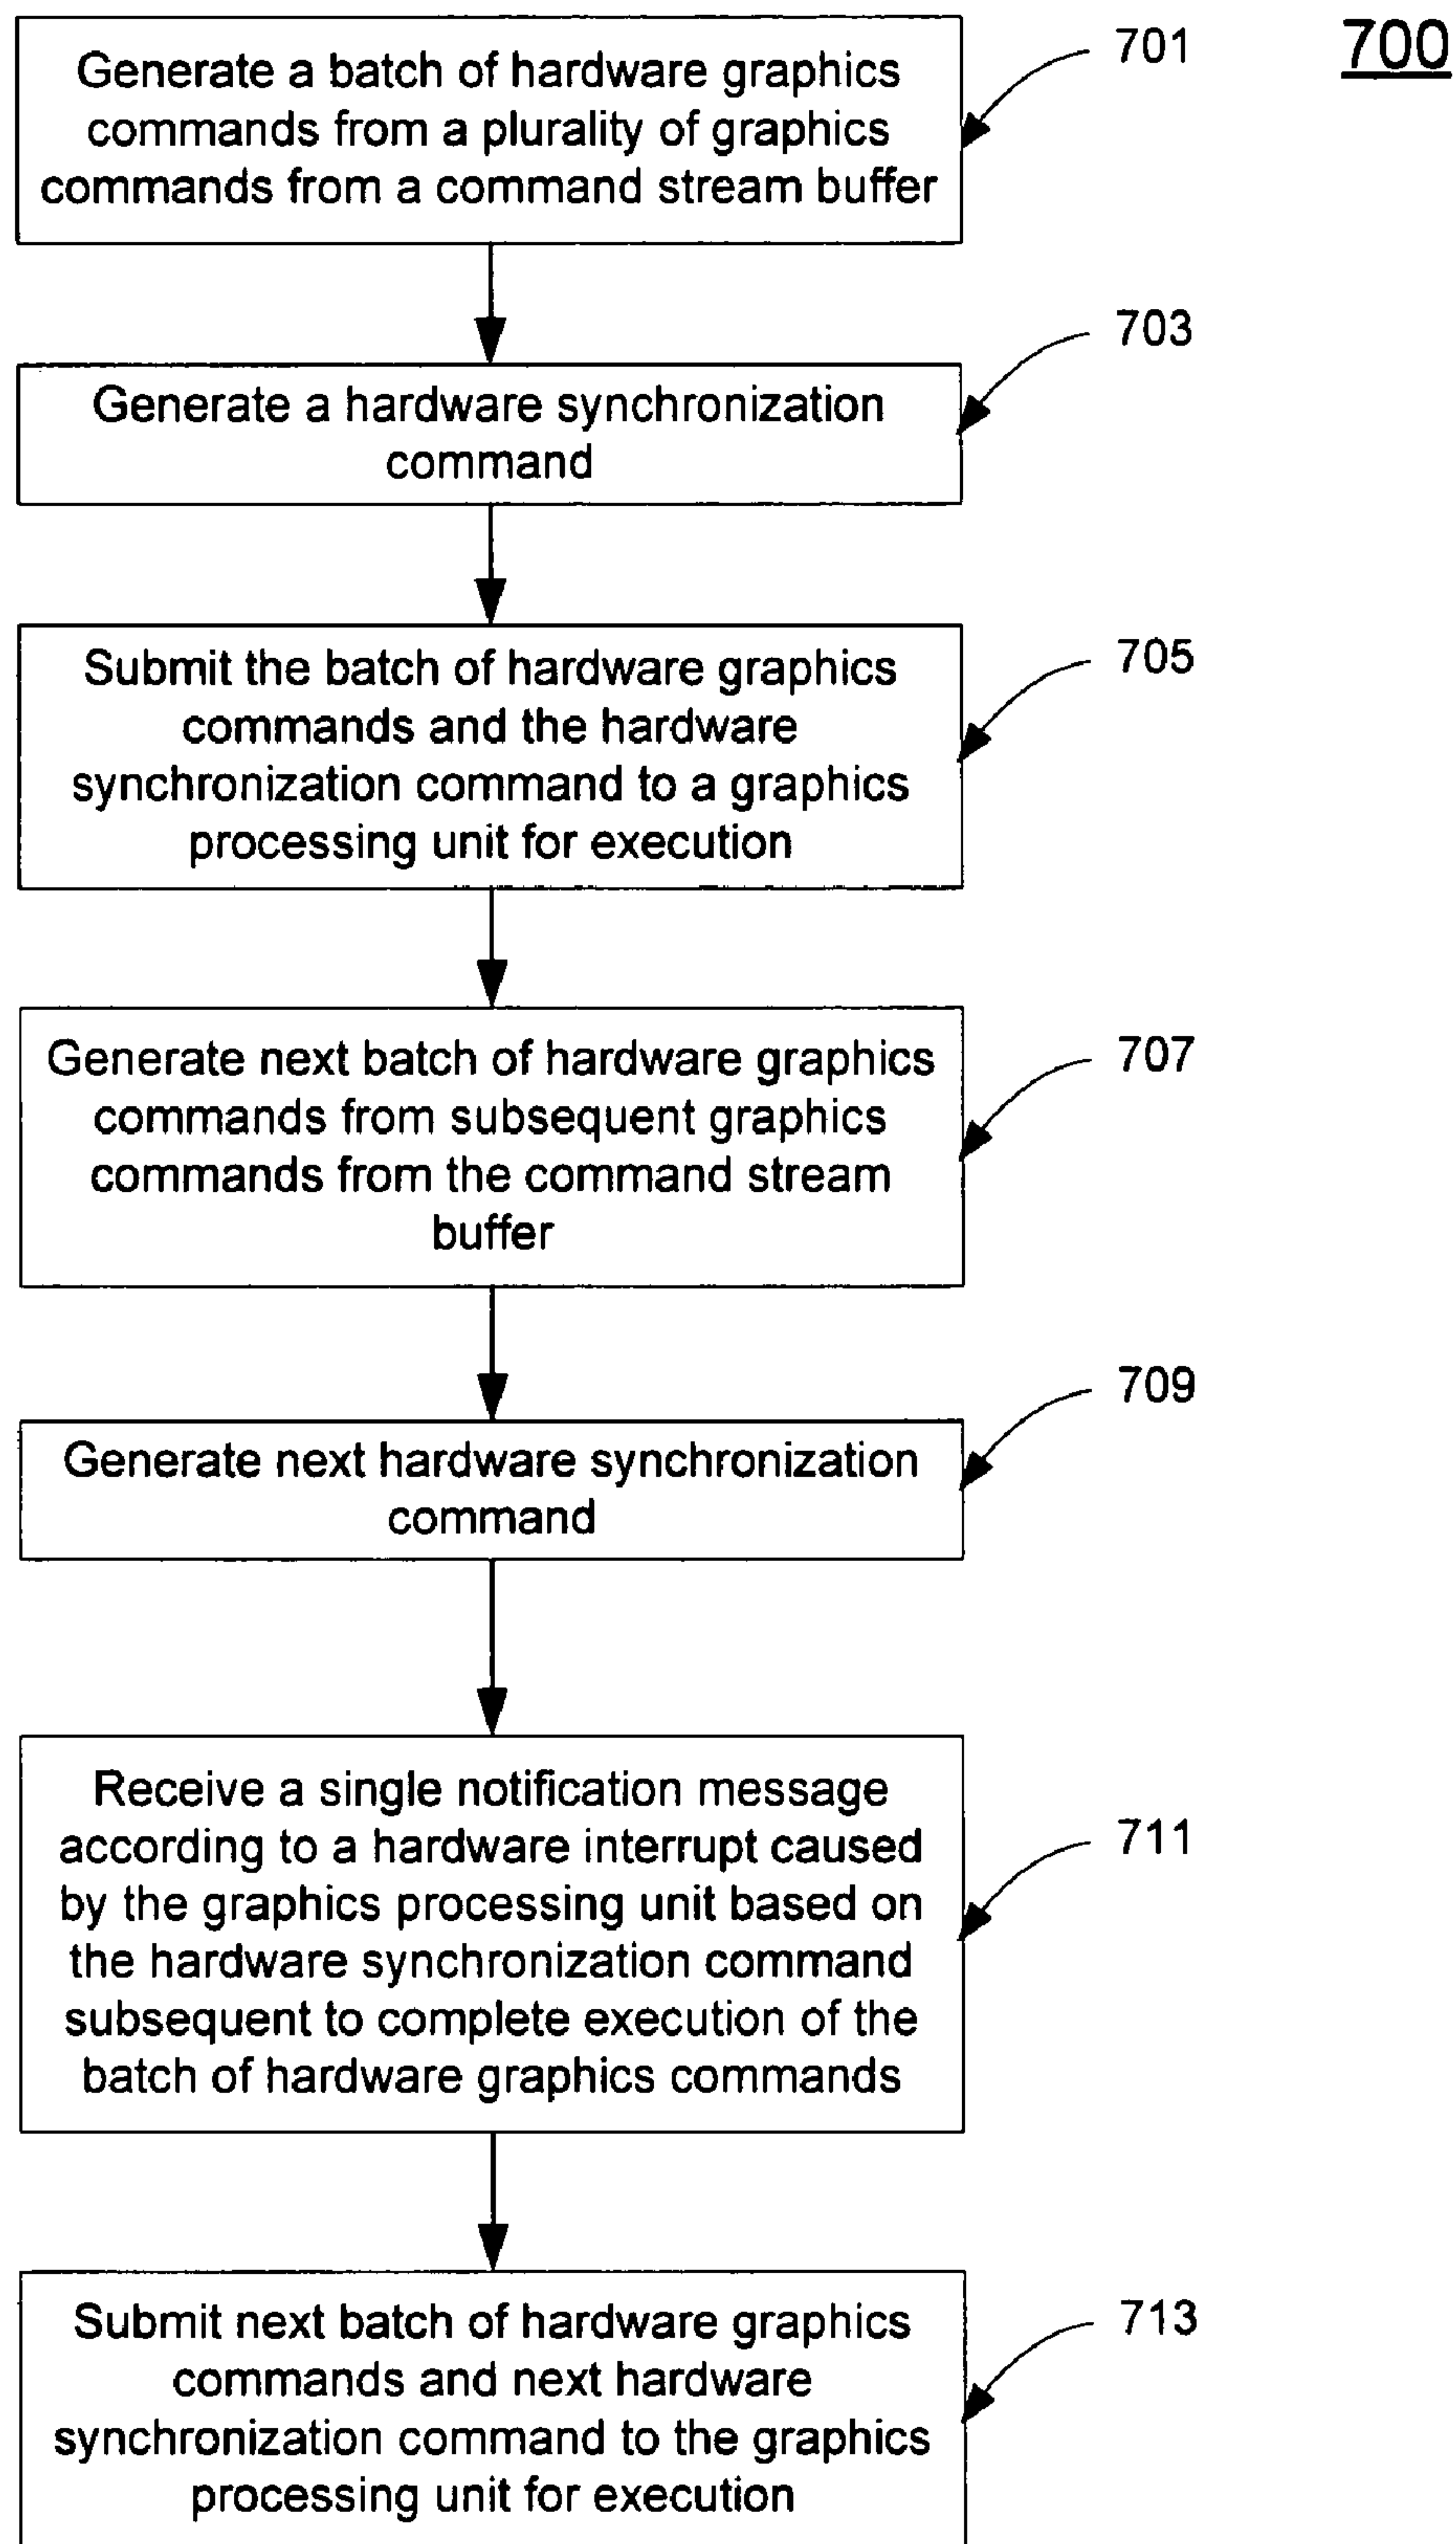 700
701
Generate a batch of hardware graphics
commands from a plurality of graphics
commands from a command stream buffer
703
Generate a hardware synchronization
command
705
Submit the batch of hardware graphics
commands and the hardware
synchronization command to a graphics
processing unit for execution
707
Generate next batch of hardware graphics
commands from subsequent graphics
commands from the command stream
buffer
709
Generate next hardware synchronization
command
711
Receive a single notification message
according to a hardware interrupt caused
by the graphics processing unit based on
the hardware synchronization command
subsequent to complete execution of the
batch of hardware graphics commands
713
Submit next batch of hardware graphics
commands and next hardware
synchronization command to the graphics
processing unit for execution